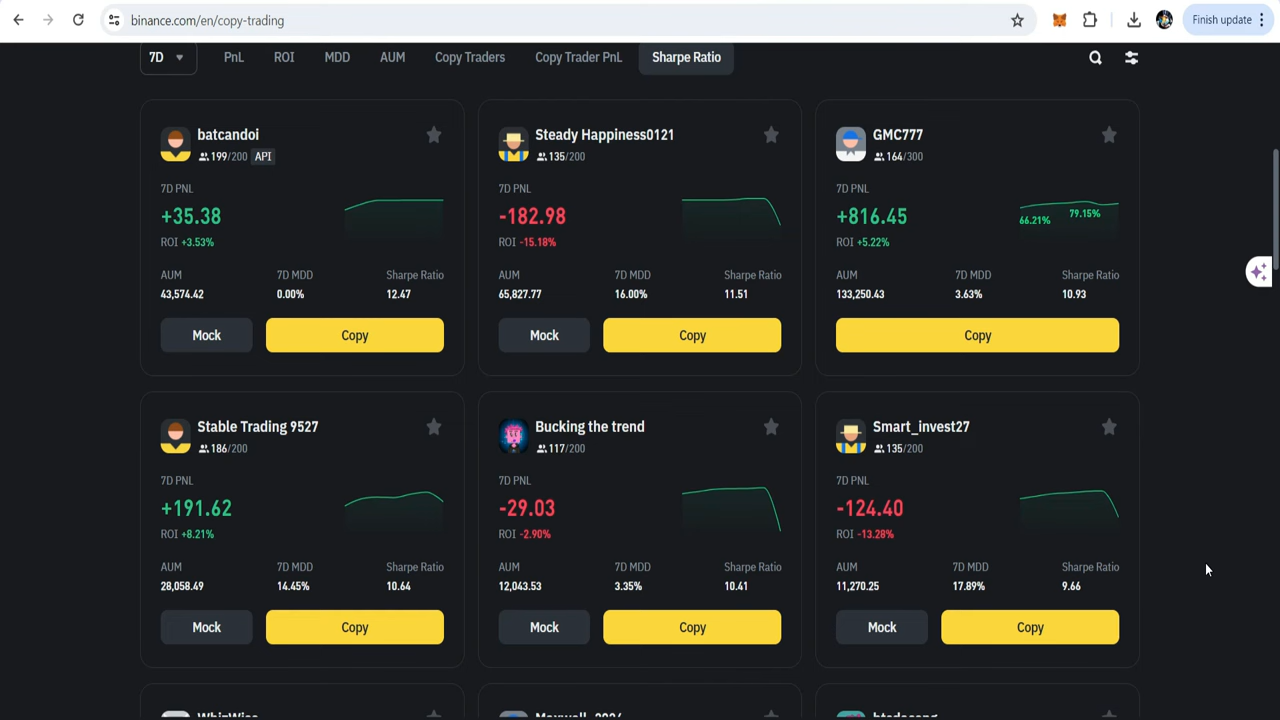 binance.com/en/copy-trading
Finish update
7D PnL ROI MDD AUM Copy Traders Copy Trader PnL Sharpe Ratio
batcandoi
199/200 API
7D PNL
+35.38
ROI +3.53%
AUM 7D MDD Sharpe Ratio
43,574.42 0.00% 12.47
Mock Copy
Steady Happiness0121
135/200
7D PNL
-182.98
ROI -15.18%
AUM 7D MDD Sharpe Ratio
65,827.77 16.00% 11.51
Mock Copy
GMC777
164/300
7D PNL
+816.45
66.21% 79.15%
ROI +5.22%
AUM 7D MDD Sharpe Ratio
133,250.43 3.63% 10.93
Copy
Stable Trading 9527
186/200
7D PNL
+191.62
ROI +8.21%
AUM 7D MDD Sharpe Ratio
28,058.49 14.45% 10.64
Mock Copy
Bucking the trend
117/200
7D PNL
-29.03
ROI -2.90%
AUM 7D MDD Sharpe Ratio
12,043.53 3.35% 10.41
Mock Copy
Smart_invest27
135/200
7D PNL
-124.40
ROI -13.28%
AUM 7D MDD Sharpe Ratio
11,270.25 17.89% 9.66
Mock Copy